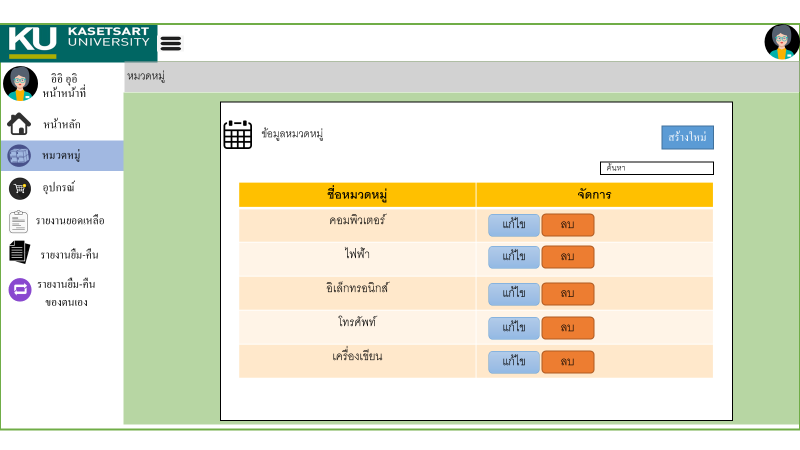 KU KASETSART
UNIVERSITY
อิอิ อุอิ
หน้าหน้าที่
หมวดหมู่
หน้าหลัก
หมวดหมู่
อุปกรณ์
รายงานยอดเหลือ
รายงานยืม-คืน
รายงานยืม-คืน
ของตนเอง
ข้อมูลหมวดหมู่
สร้างใหม่
ค้นหา
ชื่อหมวดหมู่ จัดการ
คอมพิวเตอร์ แก้ไข ลบ
ไฟฟ้า แก้ไข ลบ
อิเล็กทรอนิกส์ แก้ไข ลบ
โทรศัพท์ แก้ไข ลบ
เครื่องเขียน แก้ไข ลบ